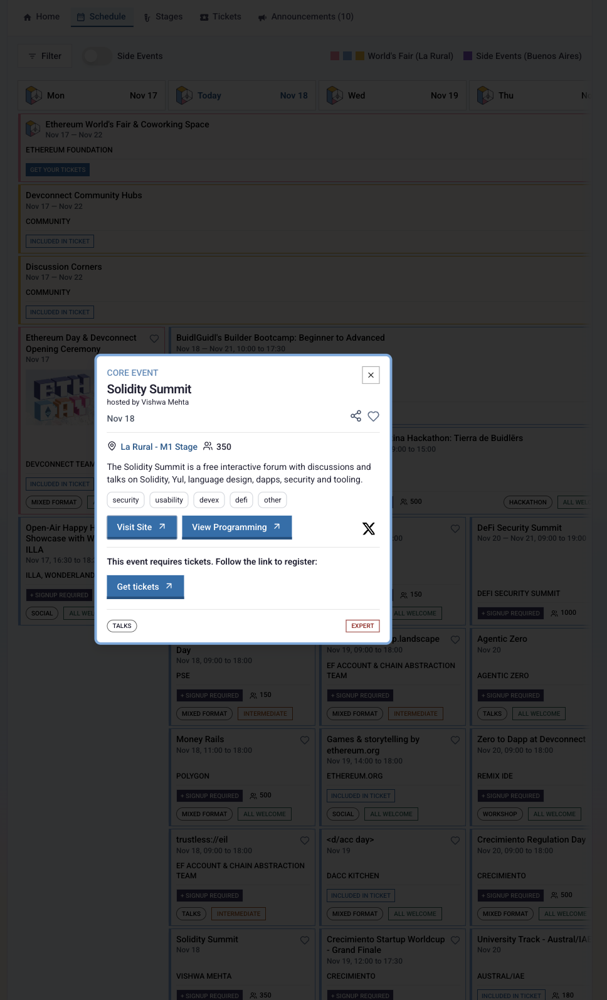 Home
Schedule
Stages
Tickets
Announcements (10)
Filter
Side Events
World's Fair (La Rural)
Side Events (Buenos Aires)
Mon
Nov 17
Today
Nov 18
Wed
Nov 19
Thu
Ethereum World's Fair & Coworking Space
Nov 17 — Nov 22
ETHEREUM FOUNDATION
GET YOUR TICKETS
Devconnect Community Hubs
Nov 17 — Nov 22
COMMUNITY
INCLUDED IN TICKET
Discussion Corners
Nov 17 — Nov 22
COMMUNITY
INCLUDED IN TICKET
Ethereum Day & Devconnect
Opening Ceremony
Nov 17
ETH
DAY
DEVCONNECT TEAM
INCLUDED IN TICKET
MIXED FORMAT
BuidlGuidl's Builder Bootcamp: Beginner to Advanced
Nov 18 — Nov 21, 10:00 to 17:30
Hackathon: Tierra de Buidlērs
to 15:00
500
HACKATHON
ALL WELC
Open-Air Happy H
Showcase with W
ILLA
Nov 17, 16:30 to 18:
ILLA, WONDERLAND
+ SIGNUP REQUIRED
SOCIAL
ALL WELC
CORE EVENT
Solidity Summit
hosted by Vishwa Mehta
Nov 18
La Rural - M1 Stage
350
The Solidity Summit is a free interactive forum with discussions and
talks on Solidity, Yul, language design, dapps, security and tooling.
security
usability
devex
defi
other
Visit Site
View Programming
This event requires tickets. Follow the link to register:
Get tickets
TALKS
EXPERT
:00
150
ALL WELCOME
DeFi Security Summit
Nov 20 — Nov 21, 09:00 to 19:00
DEFI SECURITY SUMMIT
+ SIGNUP REQUIRED
1000
Day
Nov 18, 09:00 to 18:00
PSE
+ SIGNUP REQUIRED
150
MIXED FORMAT
INTERMEDIATE
p.landscape
Nov 19, 09:00 to 18:00
EF ACCOUNT & CHAIN ABSTRACTION
TEAM
+ SIGNUP REQUIRED
MIXED FORMAT
INTERMEDIATE
Agentic Zero
Nov 20
AGENTIC ZERO
+ SIGNUP REQUIRED
TALKS
ALL WELCOME
Money Rails
Nov 18, 11:00 to 18:00
POLYGON
+ SIGNUP REQUIRED
500
MIXED FORMAT
ALL WELCOME
Games & storytelling by
ethereum.org
Nov 19, 14:00 to 18:00
ETHEREUM.ORG
INCLUDED IN TICKET
SOCIAL
ALL WELCOME
Zero to Dapp at Devconnect
Nov 20, 09:00 to 18:00
REMIX IDE
+ SIGNUP REQUIRED
WORKSHOP
ALL WELCOME
trustless://eil
Nov 18, 09:00 to 18:00
EF ACCOUNT & CHAIN ABSTRACTION
TEAM
+ SIGNUP REQUIRED
TALKS
INTERMEDIATE
<d/acc day>
Nov 19
DACC KITCHEN
INCLUDED IN TICKET
MIXED FORMAT
ALL WELCOME
Crecimiento Regulation Day
Nov 20, 09:00 to 18:00
CRECIMIENTO
+ SIGNUP REQUIRED
500
MIXED FORMAT
ALL WELCOME
Solidity Summit
Nov 18
VISHWA MEHTA
+ SIGNUP REQUIRED
350
Crecimiento Startup Worldcup
- Grand Finale
Nov 19, 12:00 to 17:30
CRECIMIENTO
+ SIGNUP REQUIRED
University Track - Austral/IAE
Nov 20
AUSTRAL/IAE
INCLUDED IN TICKET
180